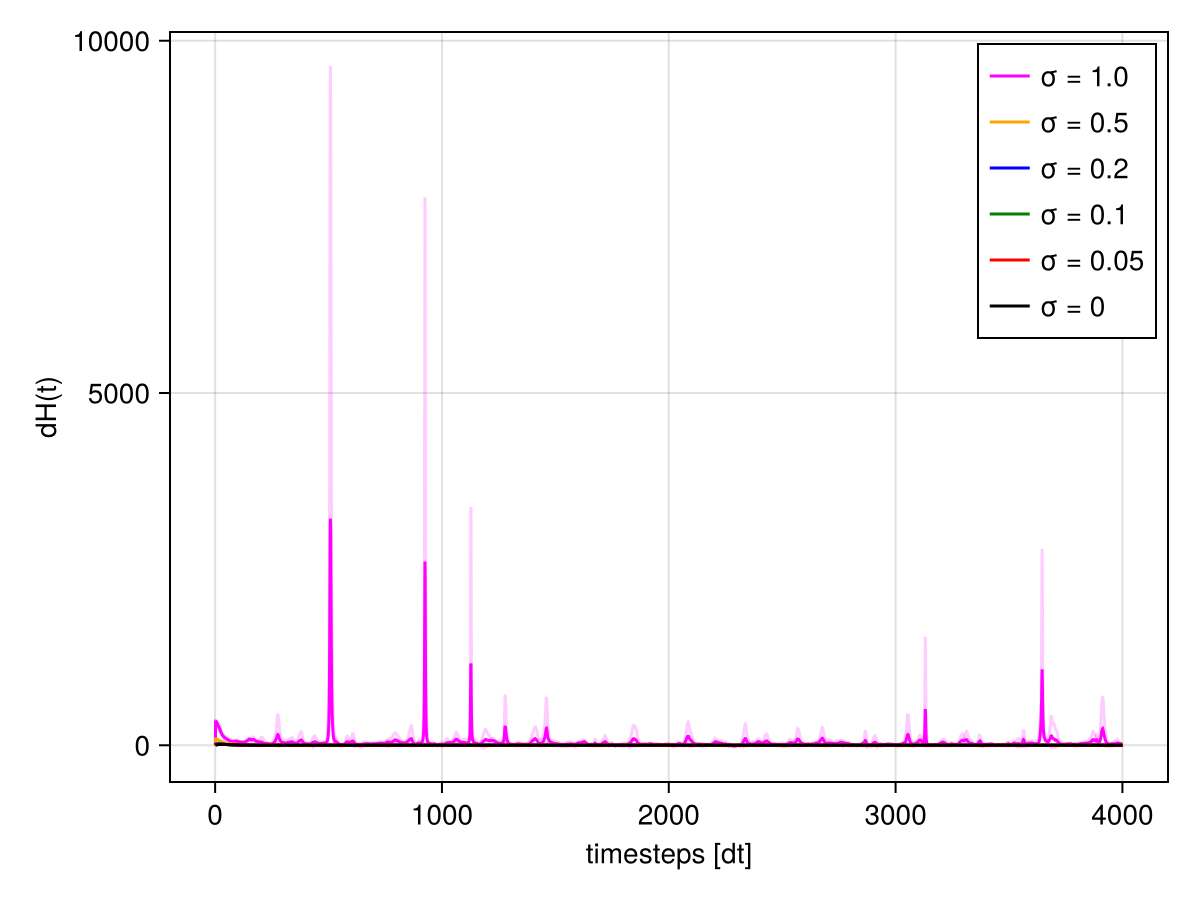 10000
5000
0
dH(t)
0
1000
2000
3000
4000
timesteps [dt]
σ = 1.0
σ = 0.5
σ = 0.2
σ = 0.1
σ = 0.05
σ = 0